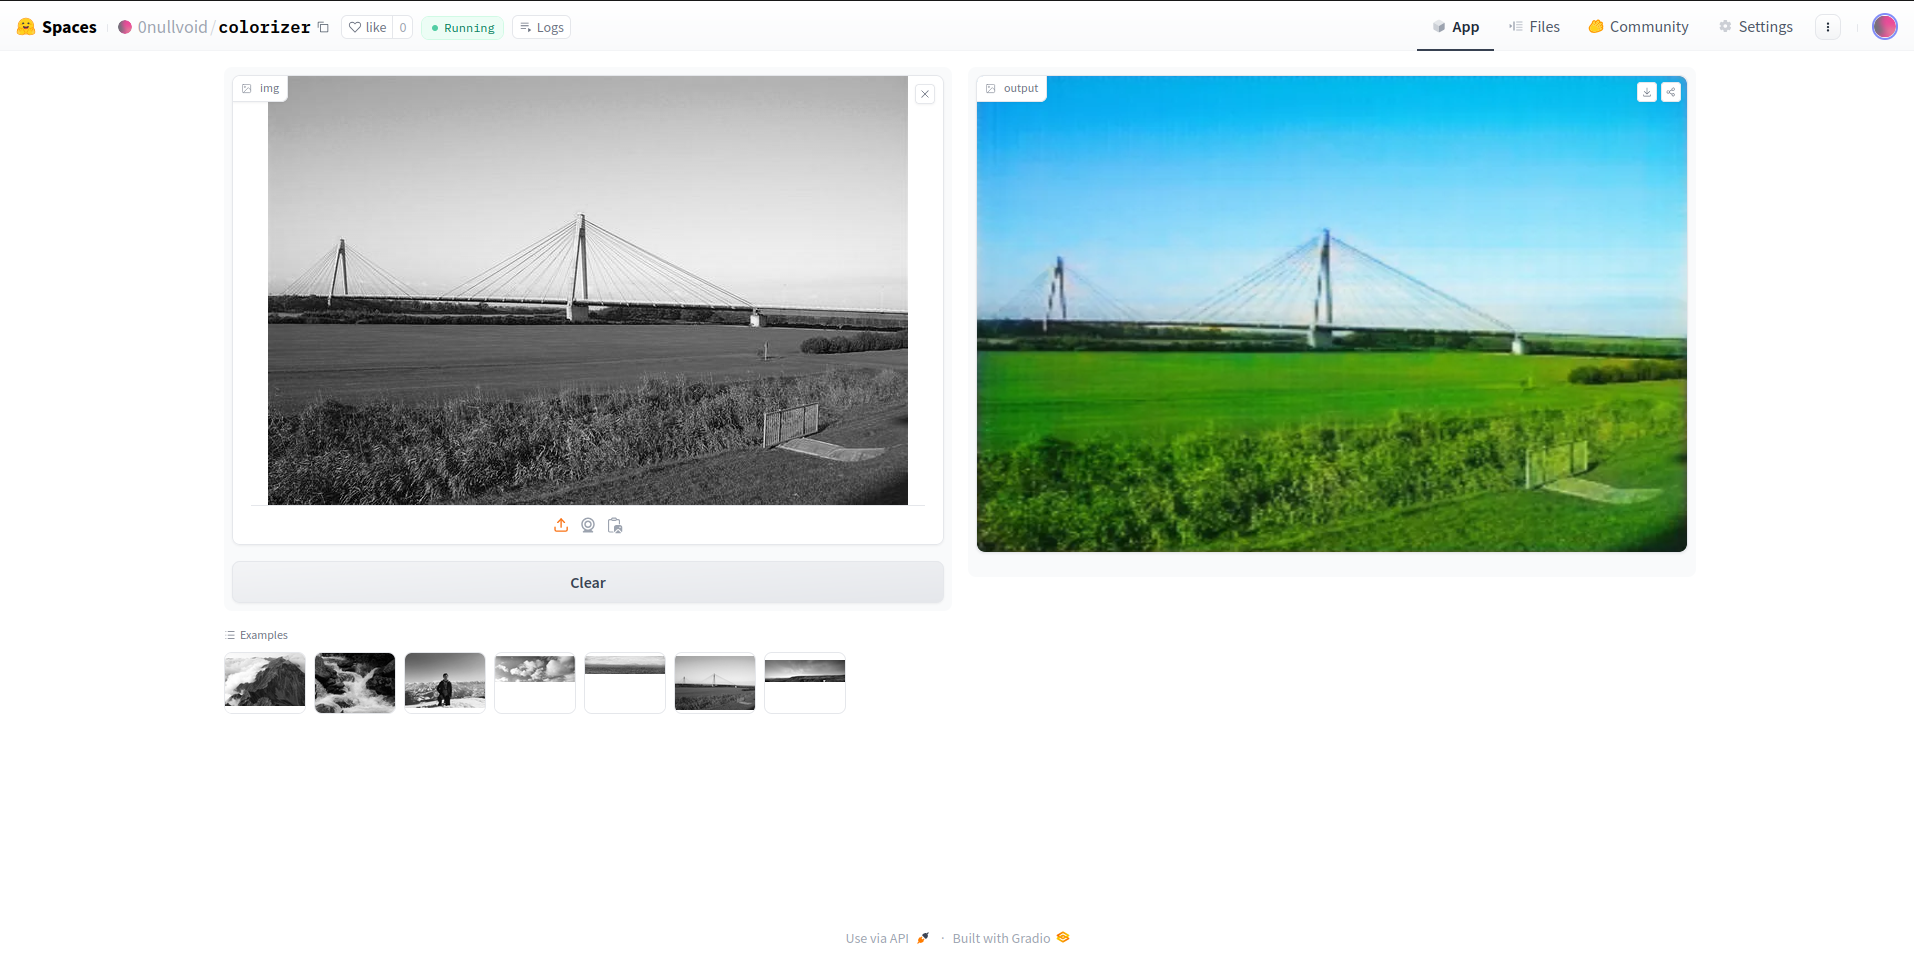 Spaces 0nullvoid/colorizer like 0 Running Logs App Files Community Settings
img
output
Clear
Examples
Use via API · Built with Gradio